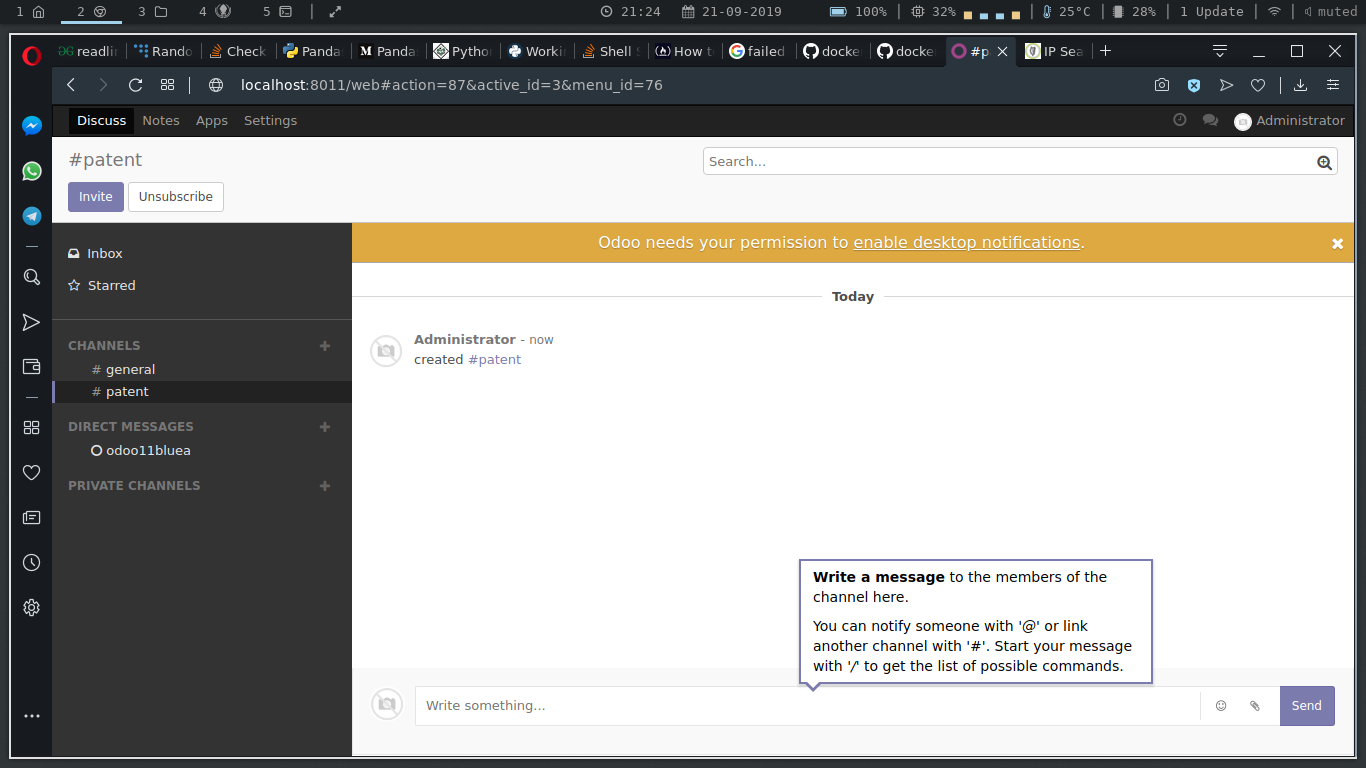 1 2 3 4 5 21:24 21-09-2019 100% 32% 25°C 28% 1 Update muted
readlin Rando Check Panda Panda Pytho Worki Shell How t failed docke docke #p IP Sea
localhost:8011/web#action=87&active_id=3&menu_id=76
Discuss Notes Apps Settings Administrator
#patent
Search...
Invite Unsubscribe
Odoo needs your permission to enable desktop notifications.
Inbox
Starred
CHANNELS
# general
# patent
DIRECT MESSAGES
odoo11bluea
PRIVATE CHANNELS
Today
Administrator - now
created #patent
Write a message to the members of the
channel here.
You can notify someone with '@' or link
another channel with '#'. Start your message
with '/' to get the list of possible commands.
Write something...
Send